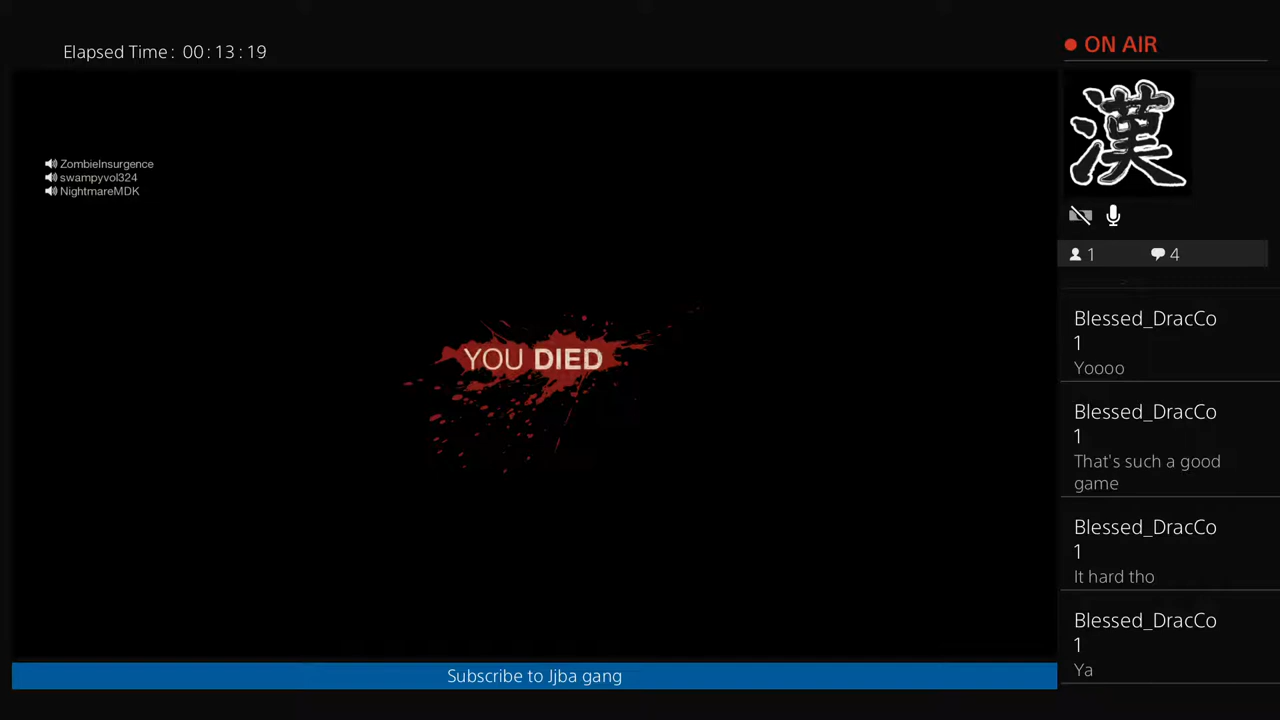 Elapsed Time: 00:13:19
ON AIR
漢
ZombieInsurgence
swampyvol324
NightmareMDK
1
4
Blessed_DracCo
1
Yoooo
YOU DIED
Blessed_DracCo
1
That's such a good
game
Blessed_DracCo
1
It hard tho
Blessed_DracCo
1
Ya
Subscribe to Jjba gang